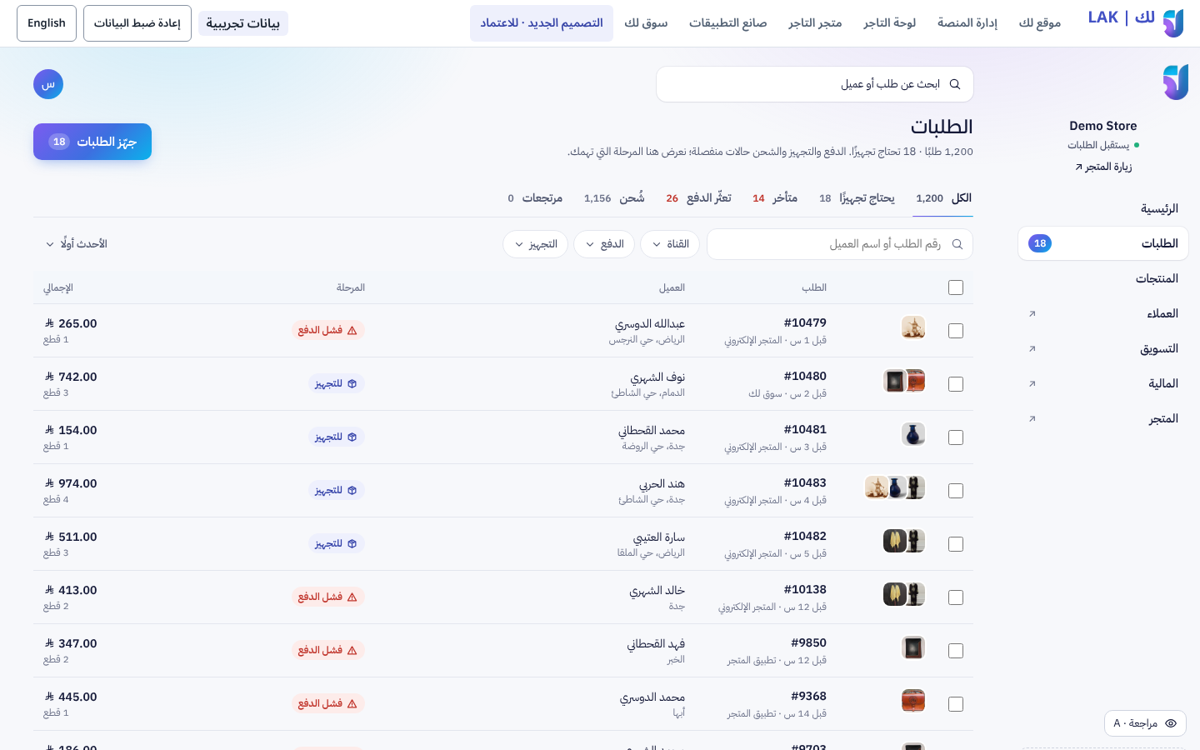 لك | LAK
موقع لك
إدارة المنصة
لوحة التاجر
متجر التاجر
صانع التطبيقات
سوق لك
التصميم الجديد · للاعتماد
بيانات تجريبية
إعادة ضبط البيانات
English
Demo Store
يستقبل الطلبات
زيارة المتجر
الرئيسية
الطلبات 18
المنتجات
العملاء
التسويق
المالية
المتجر
مراجعة · A
ابحث عن طلب أو عميل
س
الطلبات
1,200 طلبًا · 18 تحتاج تجهيزًا. الدفع والتجهيز والشحن حالات منفصلة؛ نعرض هنا المرحلة التي تهمك.
جهّز الطلبات 18
الكل 1,200
يحتاج تجهيزًا 18
متأخر 14
تعثّر الدفع 26
شُحن 1,156
مرتجعات 0
رقم الطلب أو اسم العميل
القناة
الدفع
التجهيز
الأحدث أولًا
الطلب العميل المرحلة الإجمالي
#10479 عبدالله الدوسري فشل الدفع 265.00
قبل 1 س · المتجر الإلكتروني الرياض، حي النرجس 1 قطع
#10480 نوف الشهري للتجهيز 742.00
قبل 2 س · سوق لك الدمام، حي الشاطئ 3 قطع
#10481 محمد القحطاني للتجهيز 154.00
قبل 3 س · المتجر الإلكتروني جدة، حي الروضة 1 قطع
#10483 هند الحربي للتجهيز 974.00
قبل 4 س · المتجر الإلكتروني جدة، حي الشاطئ 4 قطع
#10482 سارة العتيبي للتجهيز 511.00
قبل 5 س · المتجر الإلكتروني الرياض، حي الملقا 3 قطع
#10138 خالد الشهري فشل الدفع 413.00
قبل 12 س · المتجر الإلكتروني جدة 2 قطع
#9850 فهد القحطاني فشل الدفع 347.00
قبل 12 س · تطبيق المتجر الخبر 2 قطع
#9368 محمد الدوسري فشل الدفع 445.00
قبل 14 س · تطبيق المتجر أبها 1 قطع
#9703 186.00